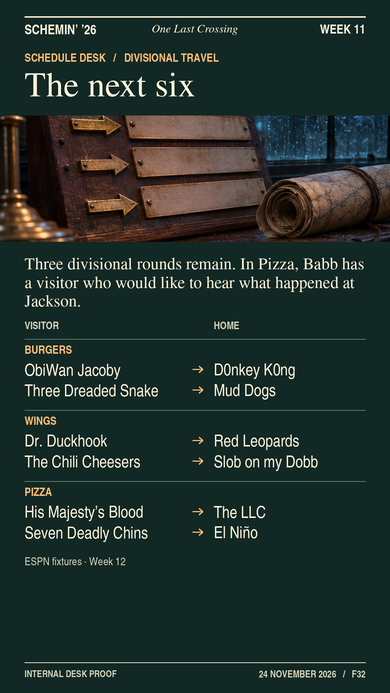 SCHEMIN’ ’26
One Last Crossing
WEEK 11
SCHEDULE DESK / DIVISIONAL TRAVEL
The next six
Three divisional rounds remain. In Pizza, Babb has
a visitor who would like to hear what happened at
Jackson.
VISITOR HOME
BURGERS
ObiWan Jacoby → D0nkey K0ng
Three Dreaded Snake → Mud Dogs
WINGS
Dr. Duckhook → Red Leopards
The Chili Cheesers → Slob on my Dobb
PIZZA
His Majesty’s Blood → The LLC
Seven Deadly Chins → El Niño
ESPN fixtures · Week 12
INTERNAL DESK PROOF
24 NOVEMBER 2026 / F32